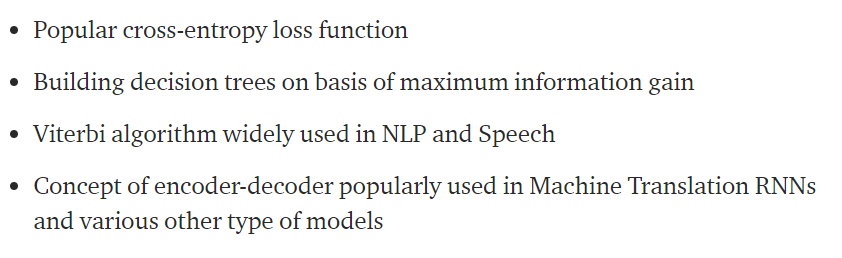 • Popular cross-entropy loss function
• Building decision trees on basis of maximum information gain
• Viterbi algorithm widely used in NLP and Speech
• Concept of encoder-decoder popularly used in Machine Translation RNNs
and various other type of models